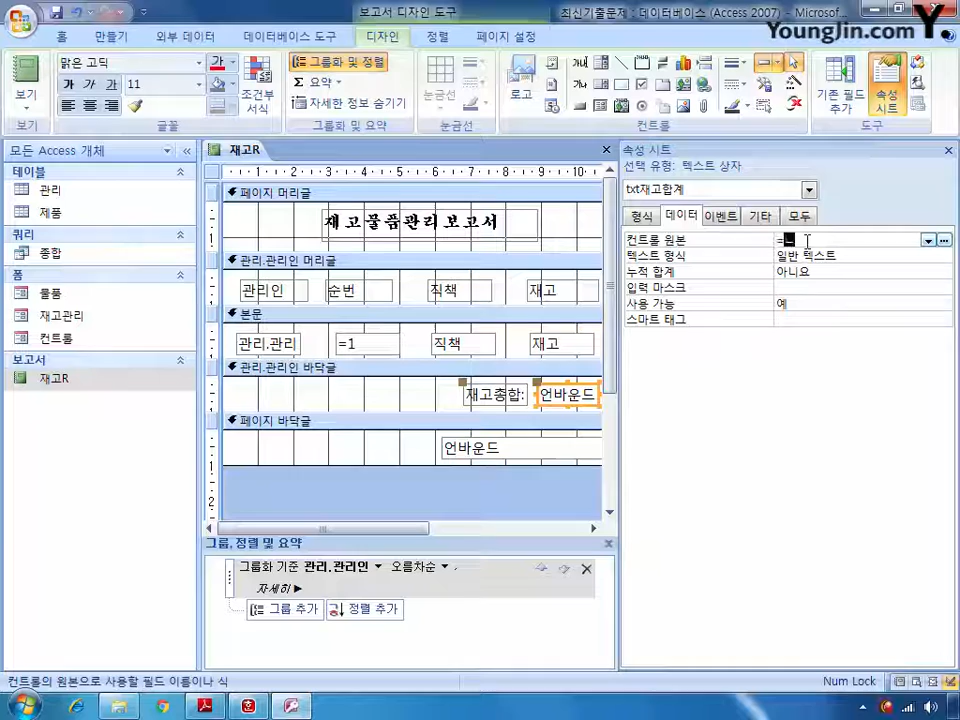 보고서 디자인 도구
최신기출문제 : 데이터베이스 (Access 2007) - Microsof...
YoungJin.com
홈 만들기 외부 데이터 데이터베이스 도구 디자인 정렬 페이지 설정
맑은 고딕
11
가 가 가
가
보기
조건부 서식
그룹화 및 정렬
Σ 요약
자세한 정보 숨기기
눈금선
로고
기존 필드 추가
속성 시트
보기 글꼴 그룹화 및 요약 눈금선 컨트롤 도구
모든 Access 개체
테이블
관리
제품
쿼리
종합
폼
물품
재고관리
컨트롤
보고서
재고R
재고R
1 2 3 4 5 6 7 8 9 10
페이지 머리글
재고물품관리보고서
관리.관리인 머리글
관리인 순번 직책 재고
본문
관리.관리 =1 직책 재고
관리.관리인 바닥글
재고총합: 언바운드
페이지 바닥글
언바운드
그룹, 정렬 및 요약
그룹화 기준 관리.관리인 오름차순
자세히
그룹 추가 정렬 추가
속성 시트
선택 유형: 텍스트 상자
txt재고합계
형식 데이터 이벤트 기타 모두
컨트롤 원본
텍스트 형식 일반 텍스트
누적 합계 아니요
입력 마스크
사용 가능 예
스마트 태그
컨트롤의 원본으로 사용할 필드 이름이나 식
Num Lock